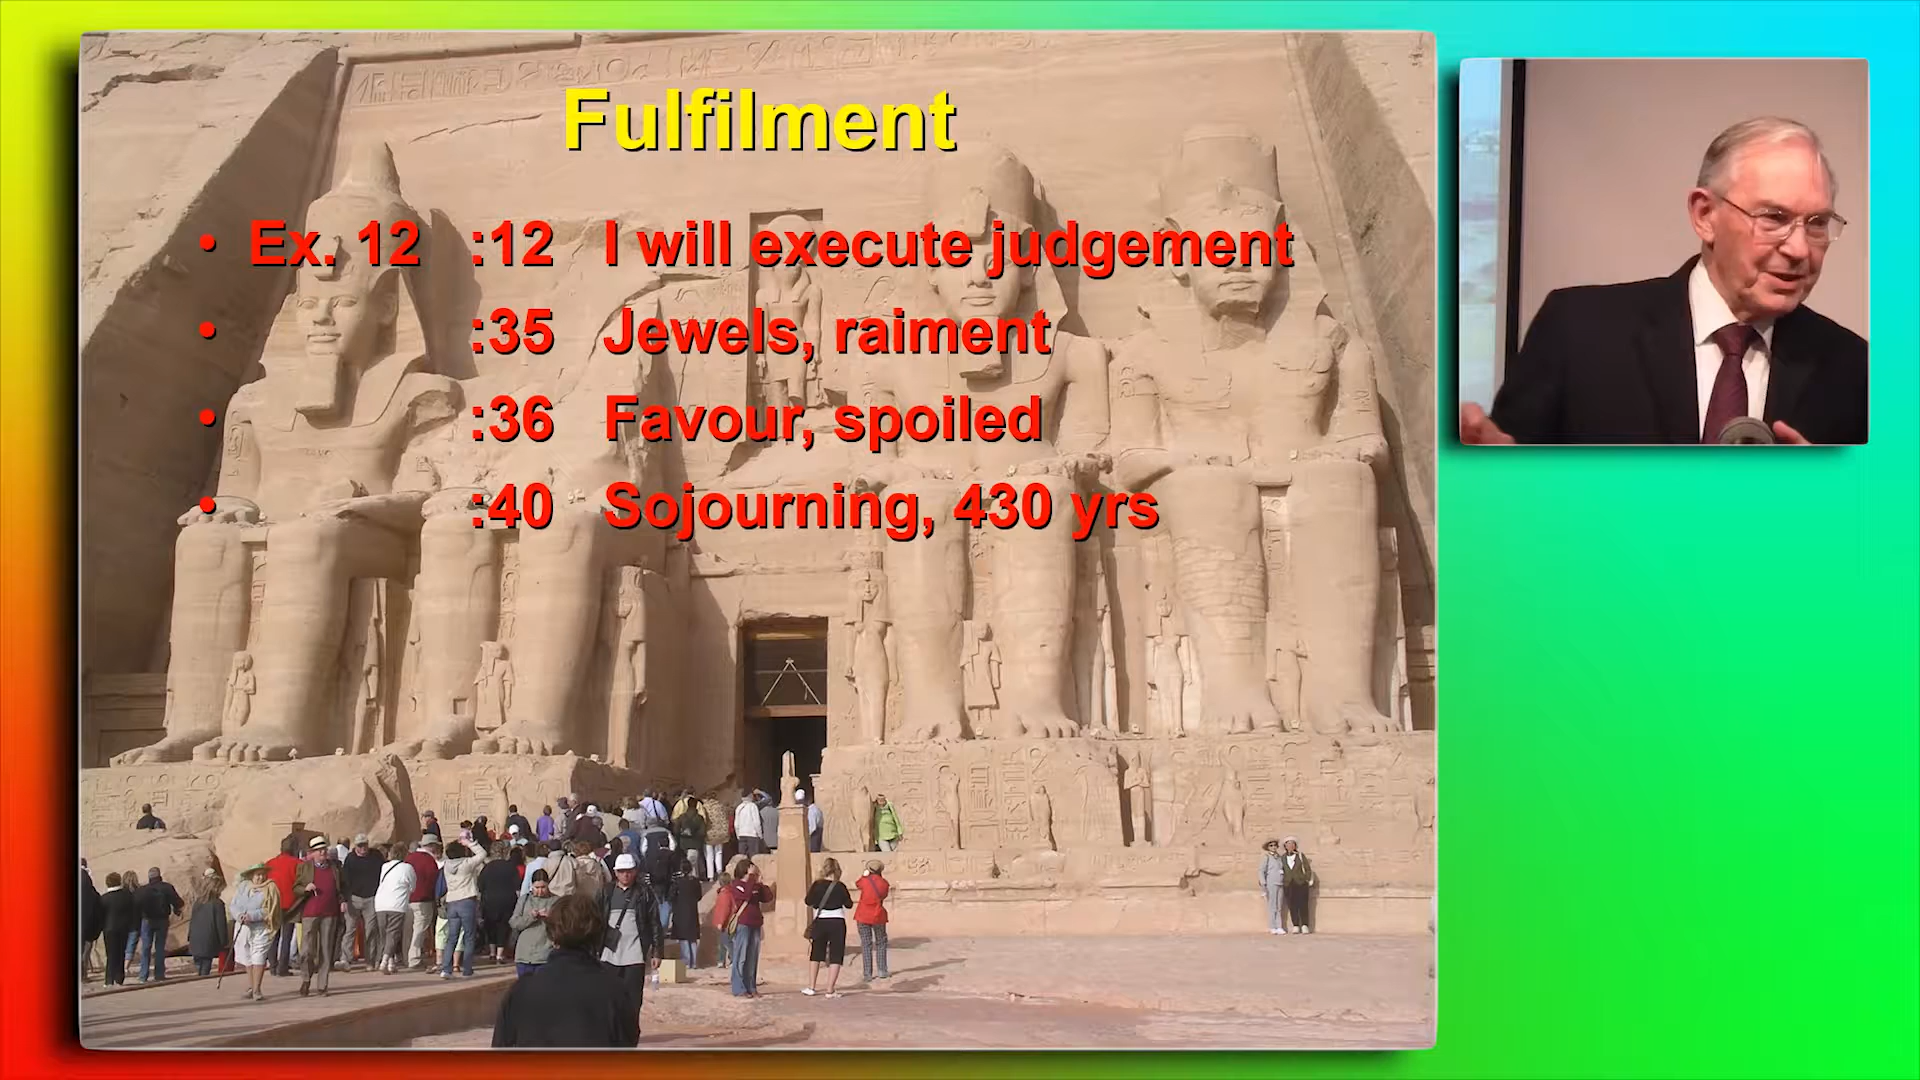 Fulfilment
• Ex. 12 :12 I will execute judgement
• :35 Jewels, raiment
• :36 Favour, spoiled
• :40 Sojourning, 430 yrs